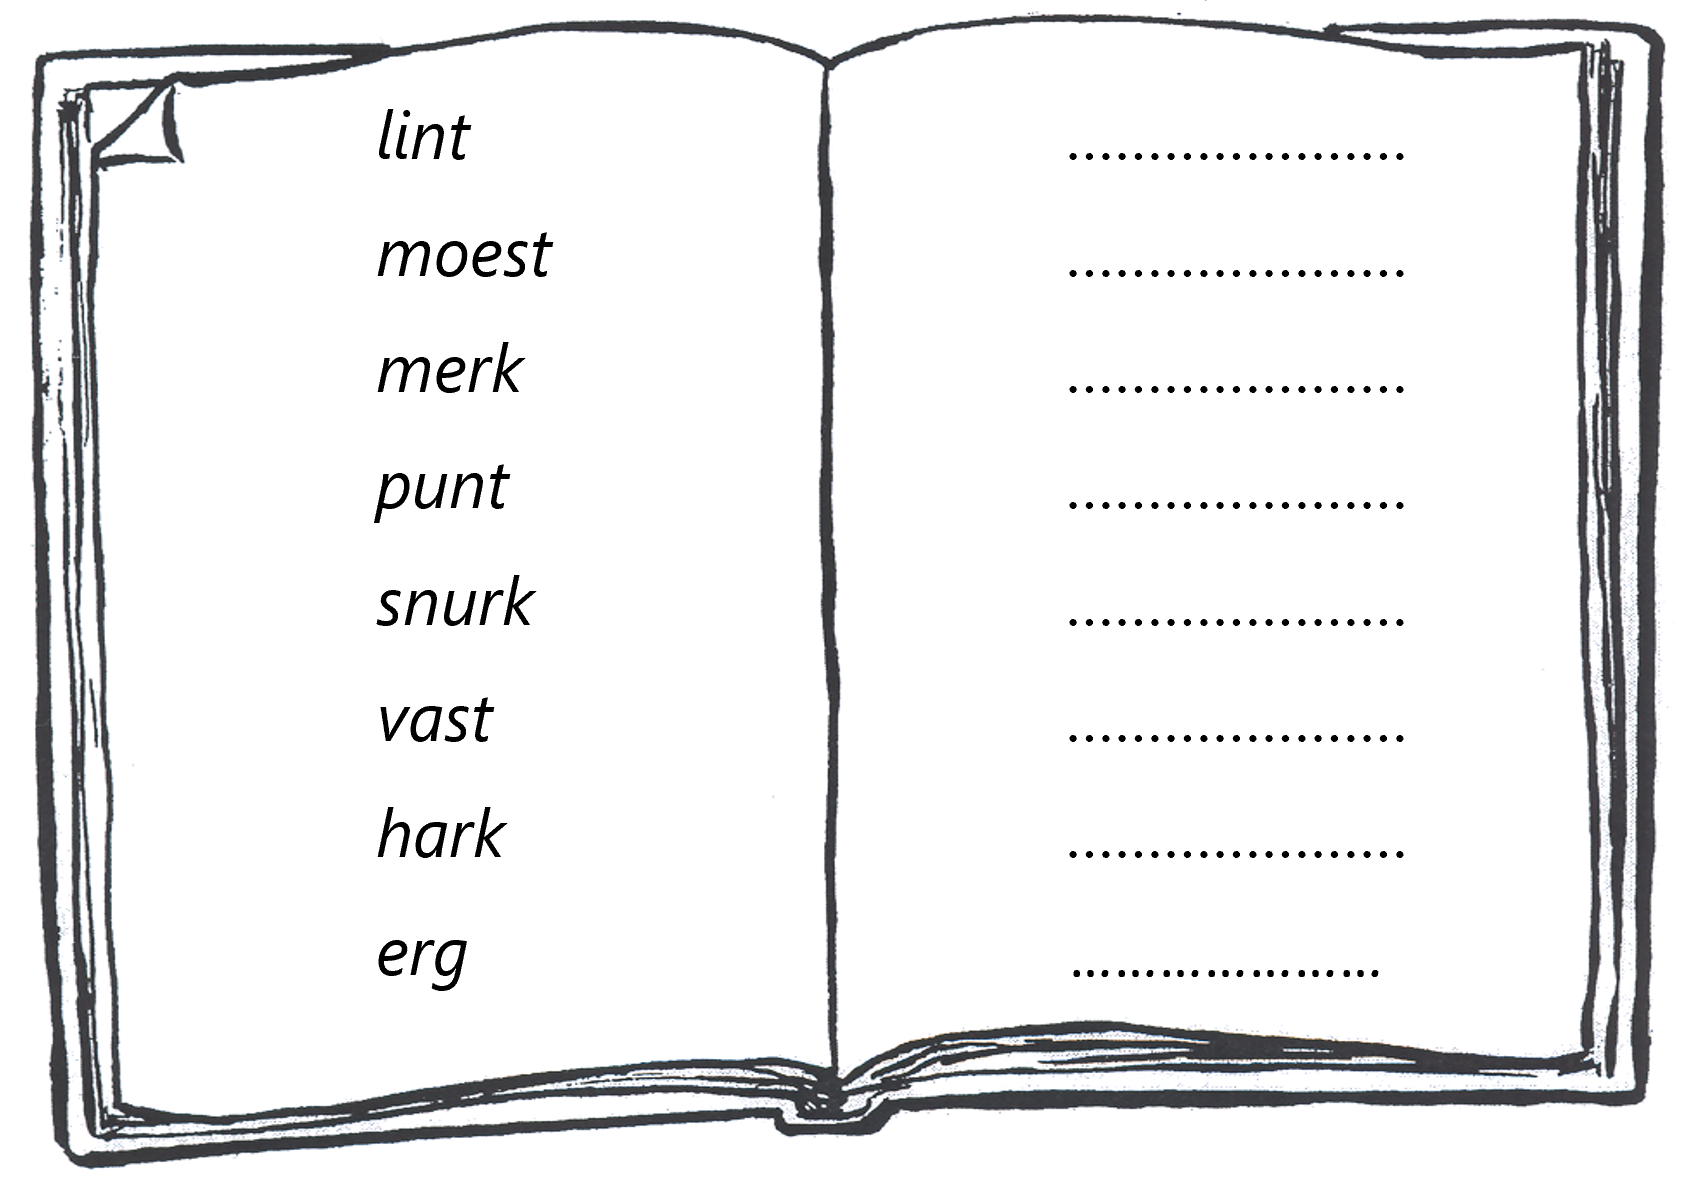 lint .....................
moest .....................
merk .....................
punt .....................
snurk .....................
vast .....................
hark .....................
erg .....................